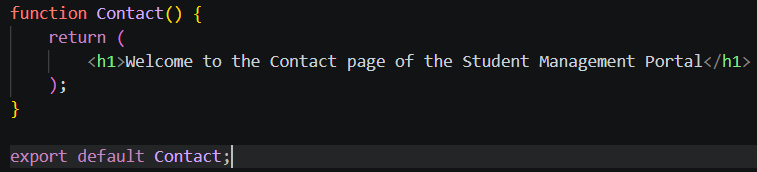 function Contact() {
    return (
        <h1>Welcome to the Contact page of the Student Management Portal</h1>
    );
}

export default Contact;